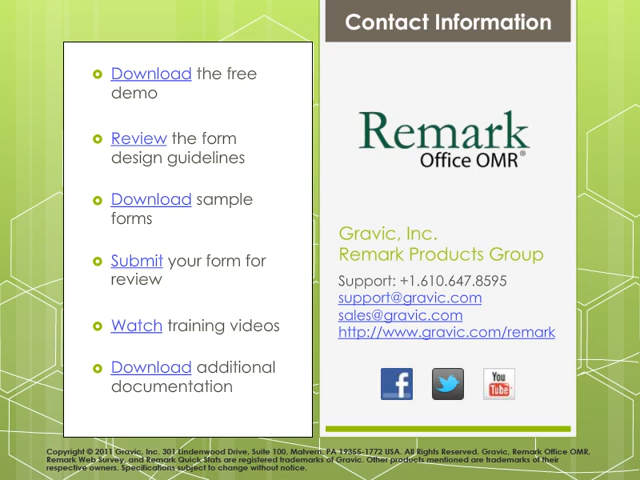 Contact Information
Download the free
demo
Review the form
design guidelines
Download sample
forms
Submit your form for
review
Watch training videos
Download additional
documentation
Remark
Office OMR®
Gravic, Inc.
Remark Products Group
Support: +1.610.647.8595
support@gravic.com
sales@gravic.com
http://www.gravic.com/remark
f
You
Tube
Copyright © 2011 Gravic, Inc. 301 Lindenwood Drive, Suite 100, Malvern, PA 19355-1772 USA. All Rights Reserved. Gravic, Remark Office OMR,
Remark Web Survey, and Remark Quick Stats are registered trademarks of Gravic. Other products mentioned are trademarks of their
respective owners. Specifications subject to change without notice.